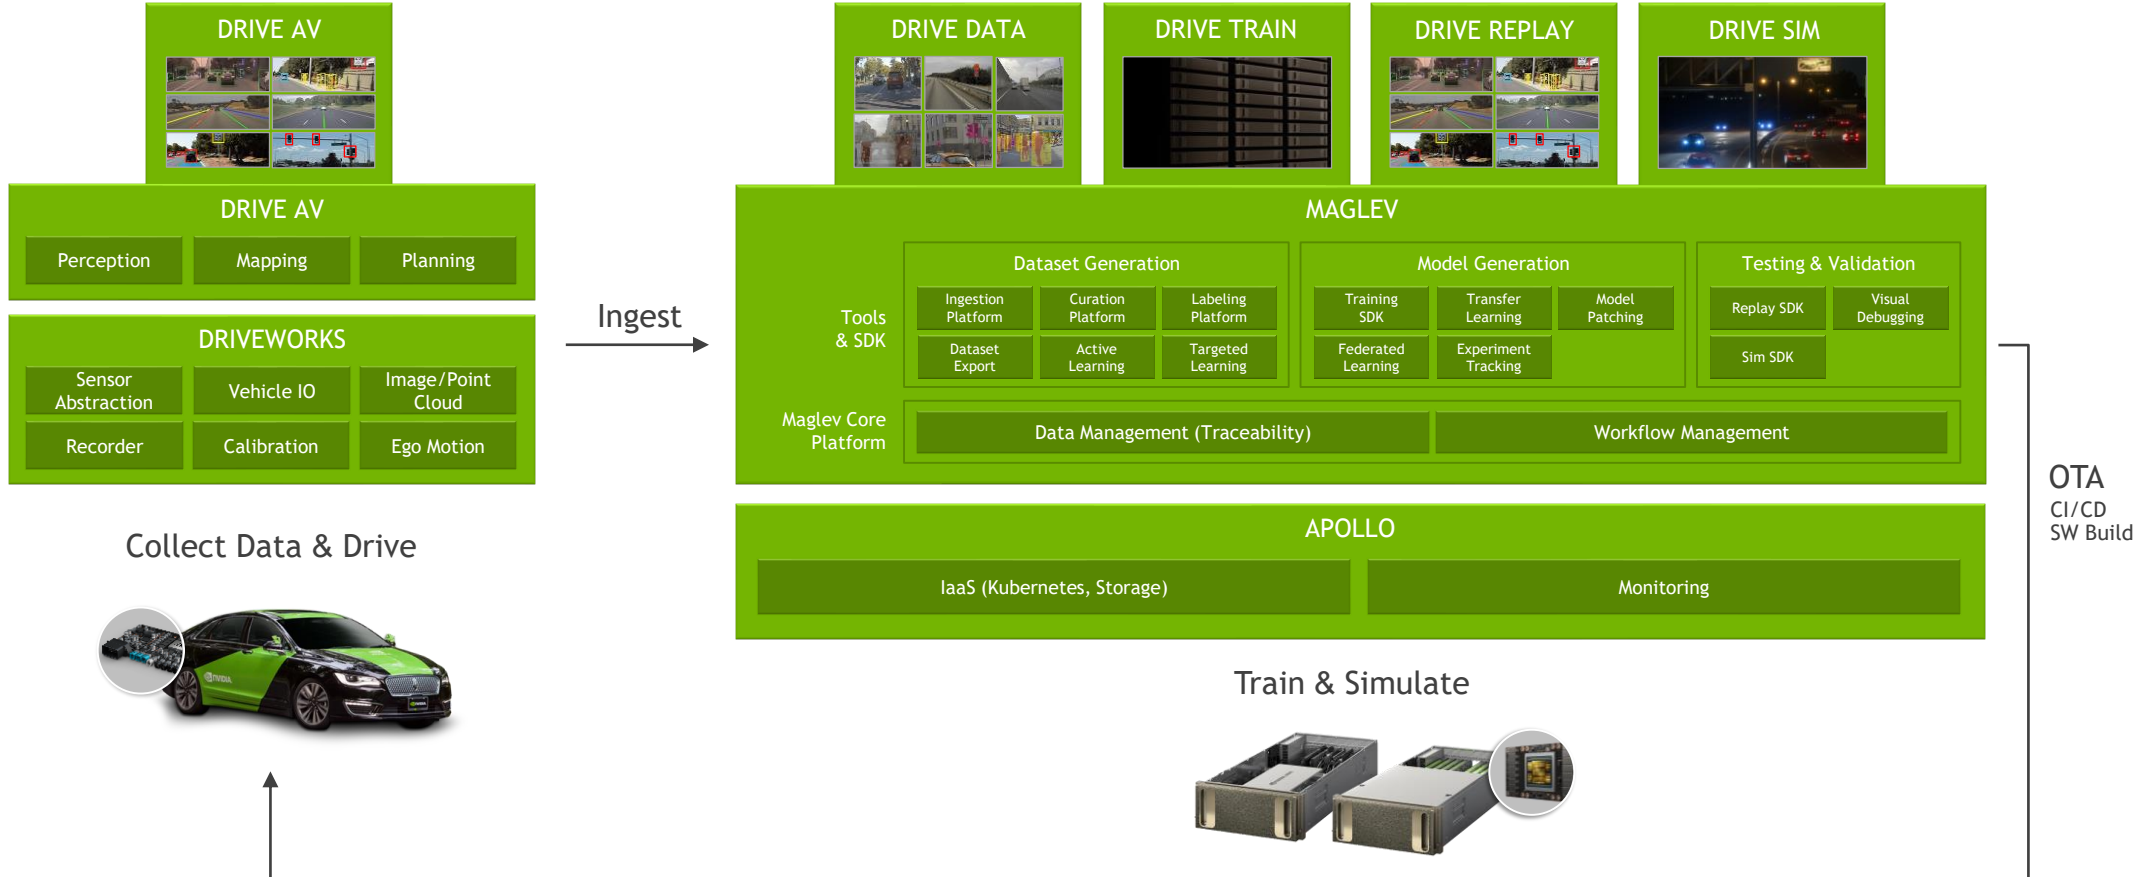 DRIVE AV
DRIVE AV
Perception
Mapping
Planning
DRIVEWORKS
Sensor
Abstraction
Vehicle IO
Image/Point
Cloud
Recorder
Calibration
Ego Motion
Collect Data & Drive
NVIDIA
Ingest
DRIVE DATA
DRIVE TRAIN
DRIVE REPLAY
DRIVE SIM
MAGLEV
Tools
& SDK
Dataset Generation
Ingestion
Platform
Curation
Platform
Labeling
Platform
Dataset
Export
Active
Learning
Targeted
Learning
Model Generation
Training
SDK
Transfer
Learning
Model
Patching
Federated
Learning
Experiment
Tracking
Testing & Validation
Replay SDK
Visual
Debugging
Sim SDK
Maglev Core
Platform
Data Management (Traceability)
Workflow Management
APOLLO
IaaS (Kubernetes, Storage)
Monitoring
Train & Simulate
OTA
CI/CD
SW Build